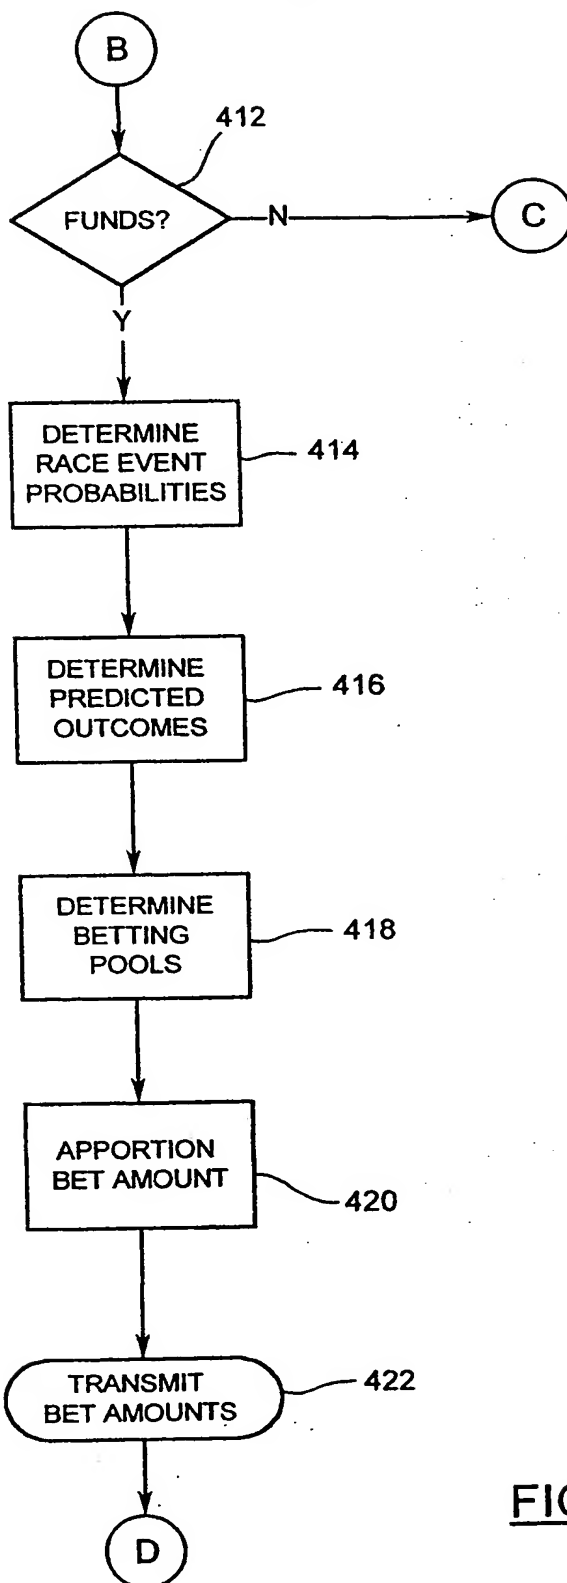 B
412
FUNDS?
N
C
Y
DETERMINE
RACE EVENT
PROBABILITIES
414
DETERMINE
PREDICTED
OUTCOMES
416
DETERMINE
BETTING
POOLS
418
APPORTION
BET AMOUNT
420
TRANSMIT
BET AMOUNTS
422
D